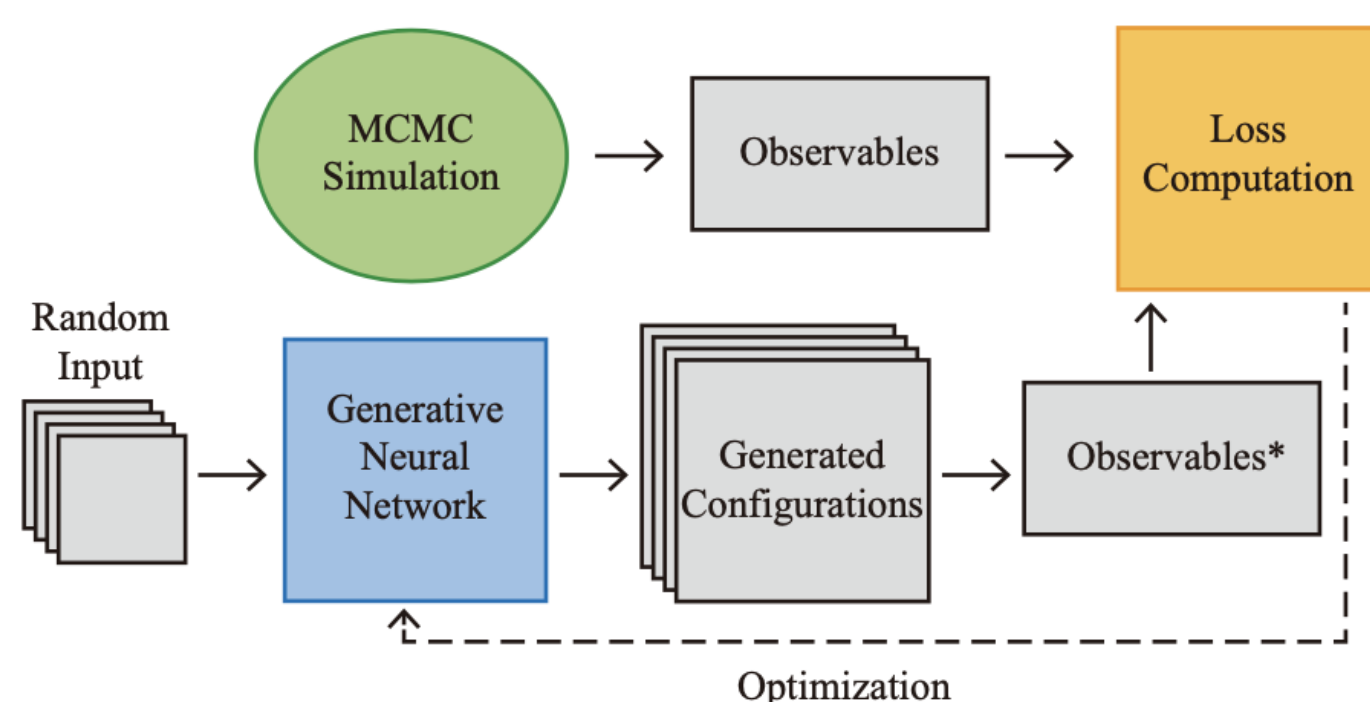 MCMC
Simulation
Observables
Loss
Computation
Random
Input
Generative
Neural
Network
Generated
Configurations
Observables*
Optimization